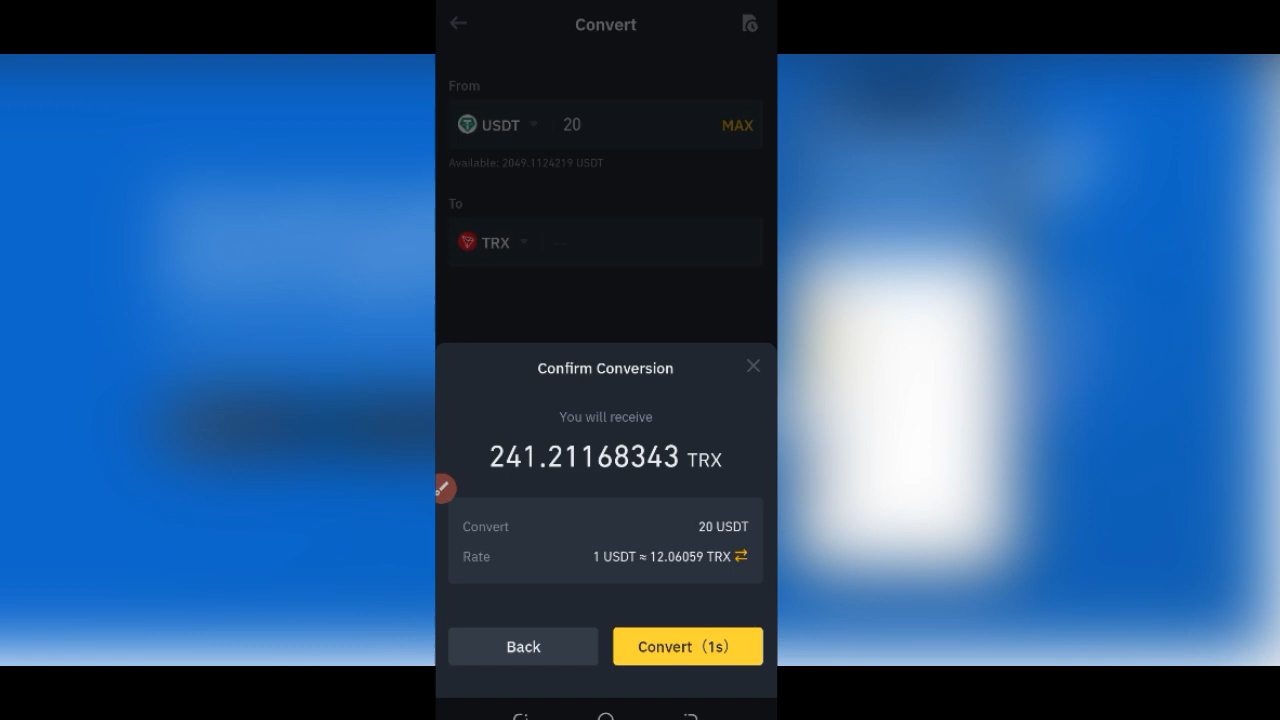 Convert
From
USDT 20 MAX
Available: 2049.1124219 USDT
To
TRX --
Confirm Conversion
You will receive
241.21168343 TRX
Convert 20 USDT
Rate 1 USDT ≈ 12.06059 TRX
Back Convert (1s)